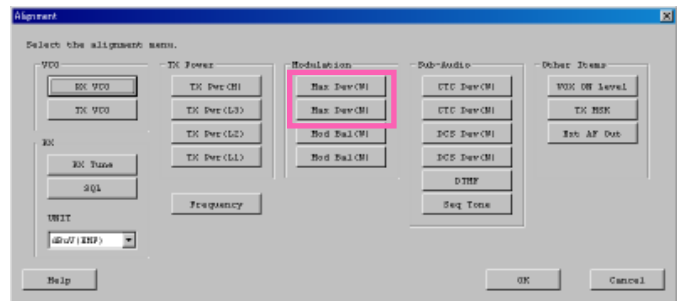 Alignment
Select the alignment menu.
VCO
RX VCO
TX VCO
RX
RX Tune
SQL
UNIT
dBuV(EMF)
TX Power
TX Pwr(H)
TX Pwr(L3)
TX Pwr(L2)
TX Pwr(L1)
Frequency
Modulation
Max Dev(W)
Max Dev(N)
Mod Bal(W)
Mod Bal(N)
Sub-Audio
CTC Dev(W)
CTC Dev(N)
DCS Dev(W)
DCS Dev(N)
DTMF
Seq Tone
Other Items
VOX ON Level
TX MSK
Ext AF Out
Help
OK
Cancel